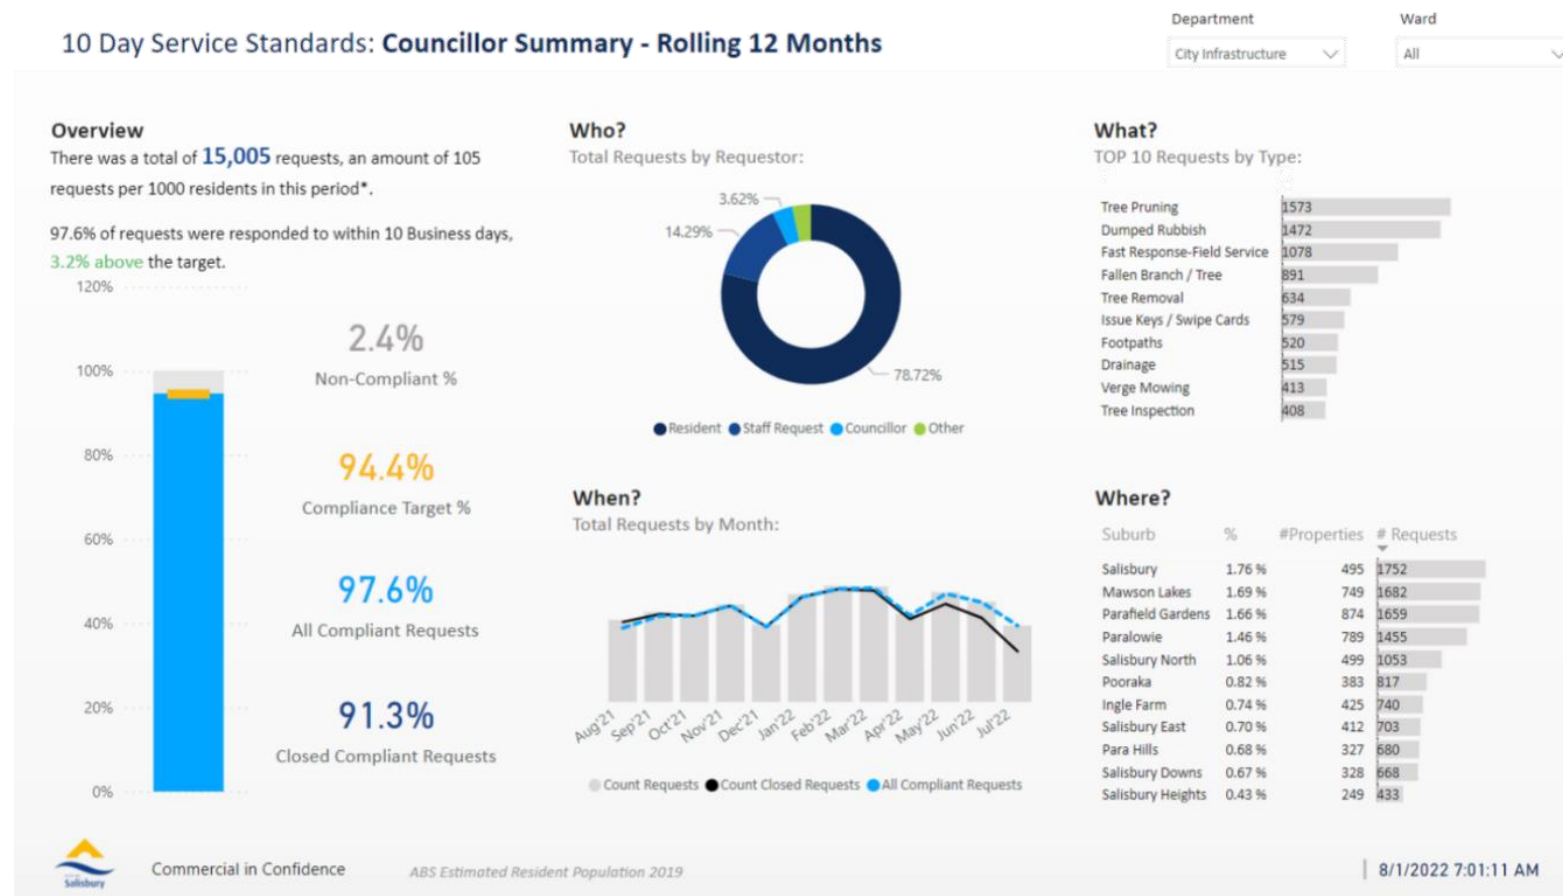 10 Day Service Standards: Councillor Summary - Rolling 12 Months
Department
City Infrastructure
Ward
All
Overview
There was a total of 15,005 requests, an amount of 105
requests per 1000 residents in this period*.
97.6% of requests were responded to within 10 Business days,
3.2% above the target.
120%
100%
80%
60%
40%
20%
0%
2.4%
Non-Compliant %
94.4%
Compliance Target %
97.6%
All Compliant Requests
91.3%
Closed Compliant Requests
Who?
Total Requests by Requestor:
3.62%
14.29%
78.72%
Resident Staff Request Councillor Other
When?
Total Requests by Month:
Aug'21 Sep'21 Oct'21 Nov'21 Dec'21 Jan'22 Feb'22 Mar'22 Apr'22 May'22 Jun'22 Jul'22
Count Requests Count Closed Requests All Compliant Requests
What?
TOP 10 Requests by Type:
Tree Pruning 1573
Dumped Rubbish 1472
Fast Response-Field Service 1078
Fallen Branch / Tree 891
Tree Removal 634
Issue Keys / Swipe Cards 579
Footpaths 520
Drainage 515
Verge Mowing 413
Tree Inspection 408
Where?
Suburb % #Properties # Requests
Salisbury 1.76 % 495 1752
Mawson Lakes 1.69 % 749 1682
Parafield Gardens 1.66 % 874 1659
Paralowie 1.46 % 789 1455
Salisbury North 1.06 % 499 1053
Pooraka 0.82 % 383 817
Ingle Farm 0.74 % 425 740
Salisbury East 0.70 % 412 703
Para Hills 0.68 % 327 680
Salisbury Downs 0.67 % 328 668
Salisbury Heights 0.43 % 249 433
Salisbury
Commercial in Confidence
ABS Estimated Resident Population 2019
8/1/2022 7:01:11 AM